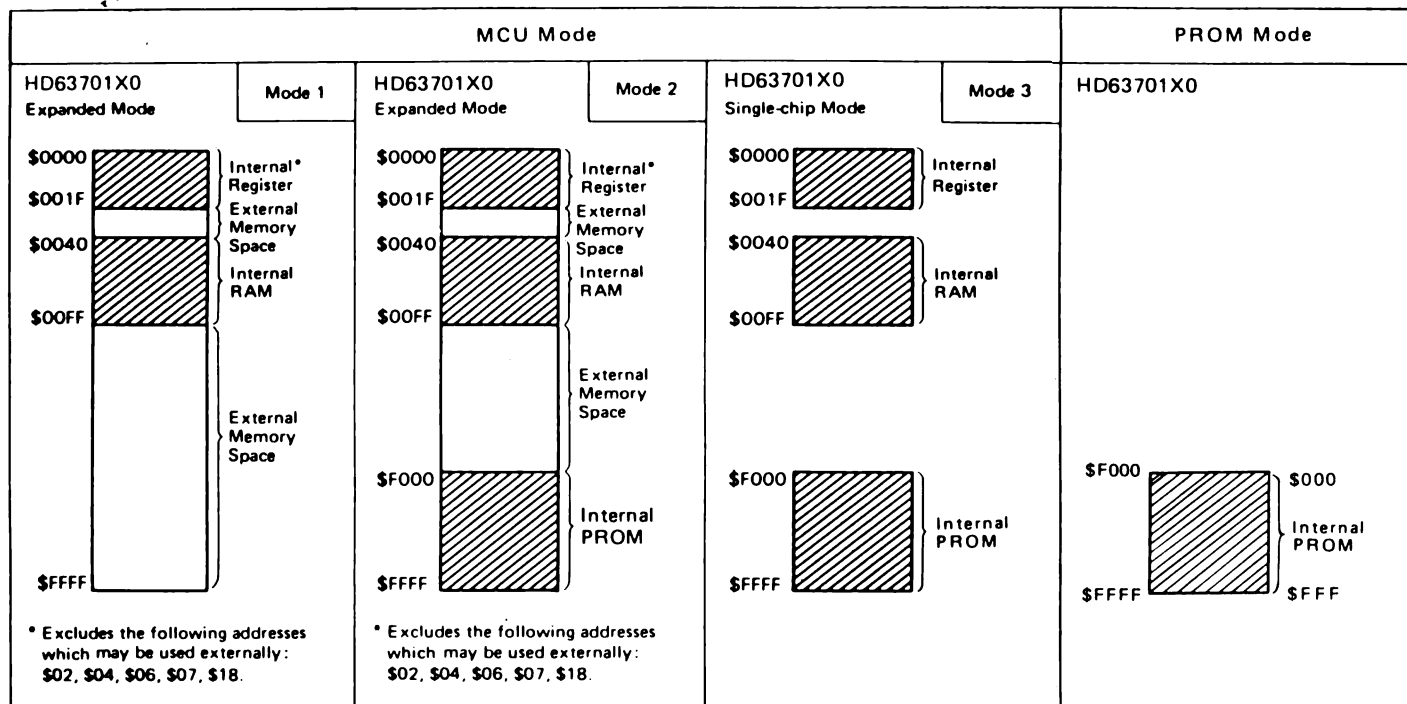 MCU Mode
PROM Mode
HD63701X0
Expanded Mode
Mode 1
$0000
Internal*
Register
$001F
External
Memory
Space
$0040
Internal
RAM
$00FF
External
Memory
Space
$FFFF
* Excludes the following addresses
which may be used externally:
$02, $04, $06, $07, $18.
HD63701X0
Expanded Mode
Mode 2
$0000
Internal*
Register
$001F
External
Memory
Space
$0040
Internal
RAM
$00FF
External
Memory
Space
$F000
Internal
PROM
$FFFF
* Excludes the following addresses
which may be used externally:
$02, $04, $06, $07, $18.
HD63701X0
Single-chip Mode
Mode 3
$0000
Internal
Register
$001F
$0040
Internal
RAM
$00FF
$F000
Internal
PROM
$FFFF
HD63701X0
$F000
$000
Internal
PROM
$FFFF
$FFF